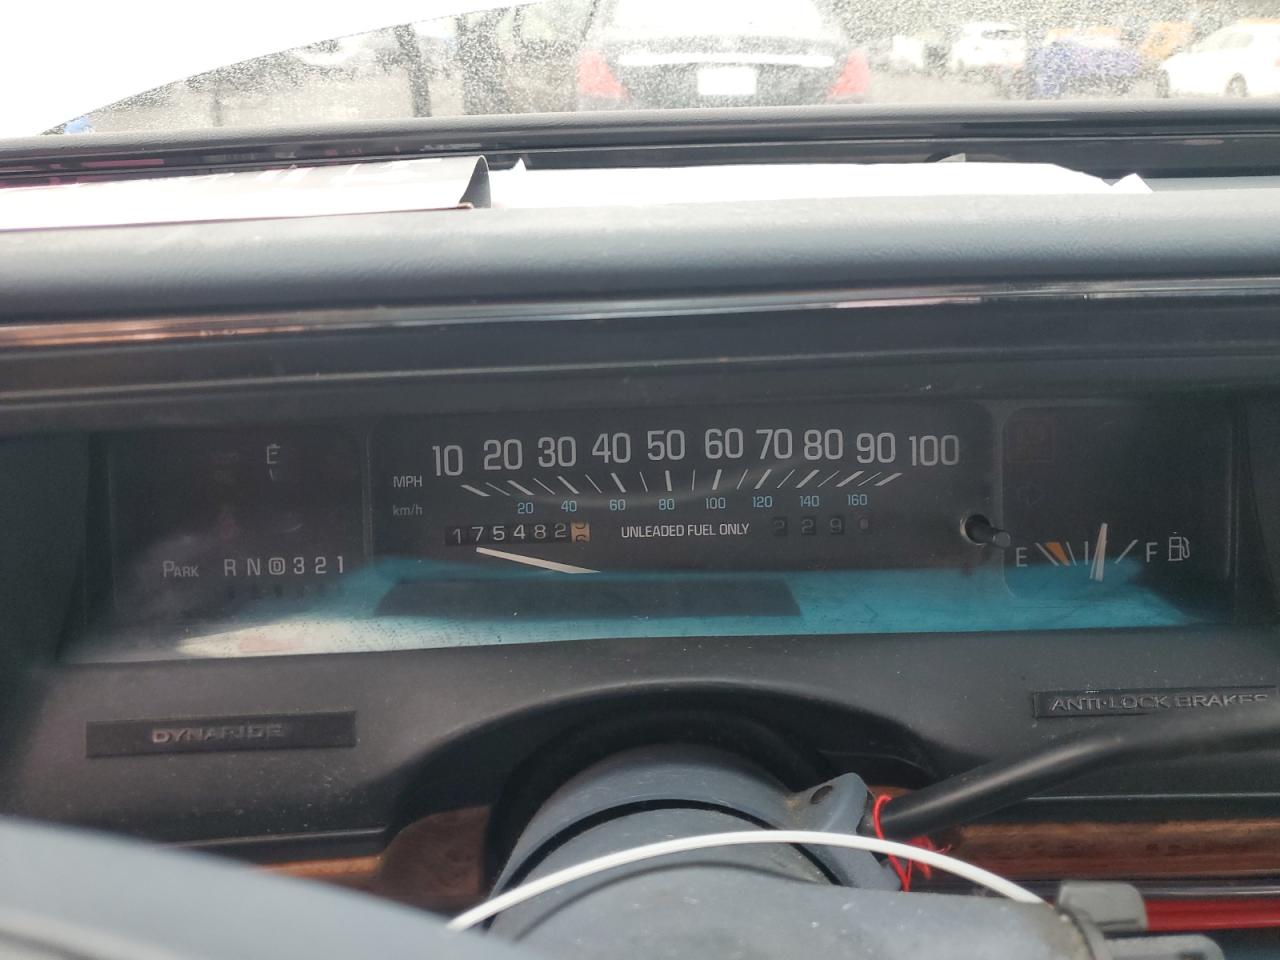 10 20 30 40 50 60 70 80 90 100
MPH
20 40 60 80 100 120 140 160
km/h
175482
UNLEADED FUEL ONLY
229
PARK R N D 3 2 1
E F
DYNARIDE
ANTI-LOCK BRAKES